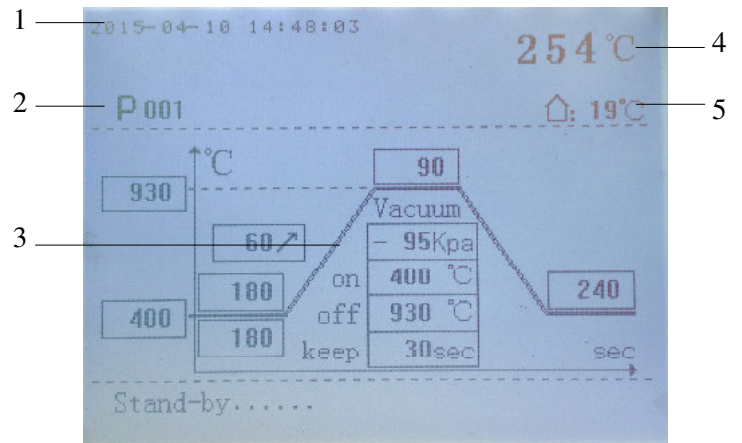 1
2015-04-10 14:48:03
254℃
4
2
P 001
⌂: 19℃
5
℃
90
930
Vacuum
3
60↗
- 95Kpa
on 400 ℃
180
240
400
off 930 ℃
180
keep 30sec
sec
Stand-by......